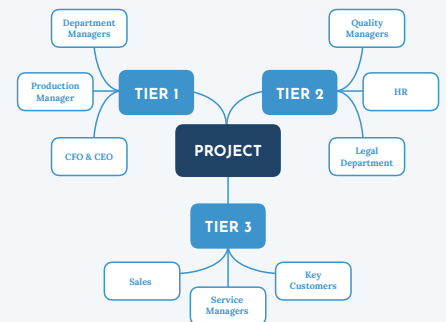 Department
Managers
Quality
Managers
Production
Manager
TIER 1
TIER 2
HR
CFO & CEO
PROJECT
Legal
Department
TIER 3
Sales
Key
Customers
Service
Managers